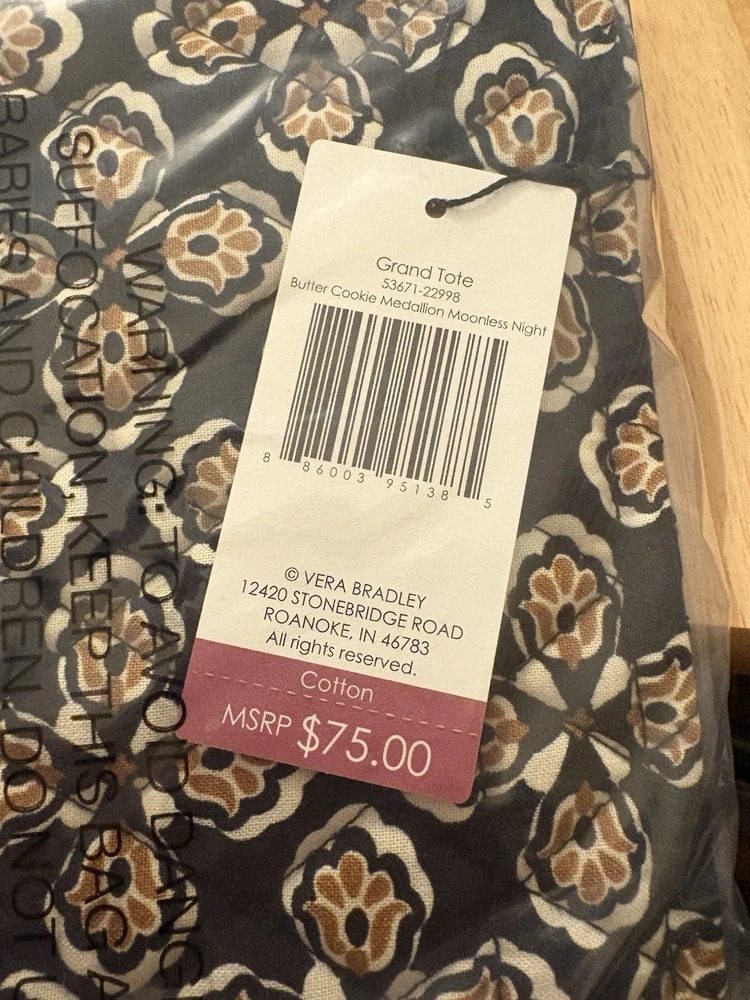 Grand Tote
53671-22998
Butter Cookie Medallion Moonless Night
8 86003 95138 5
© VERA BRADLEY
12420 STONEBRIDGE ROAD
ROANOKE, IN 46783
All rights reserved.
Cotton
MSRP $75.00
WARNING: TO AVOID DANG
SUFFOCATION, KEEP THIS BAG A
BABIES AND CHILDREN. DO NOT U